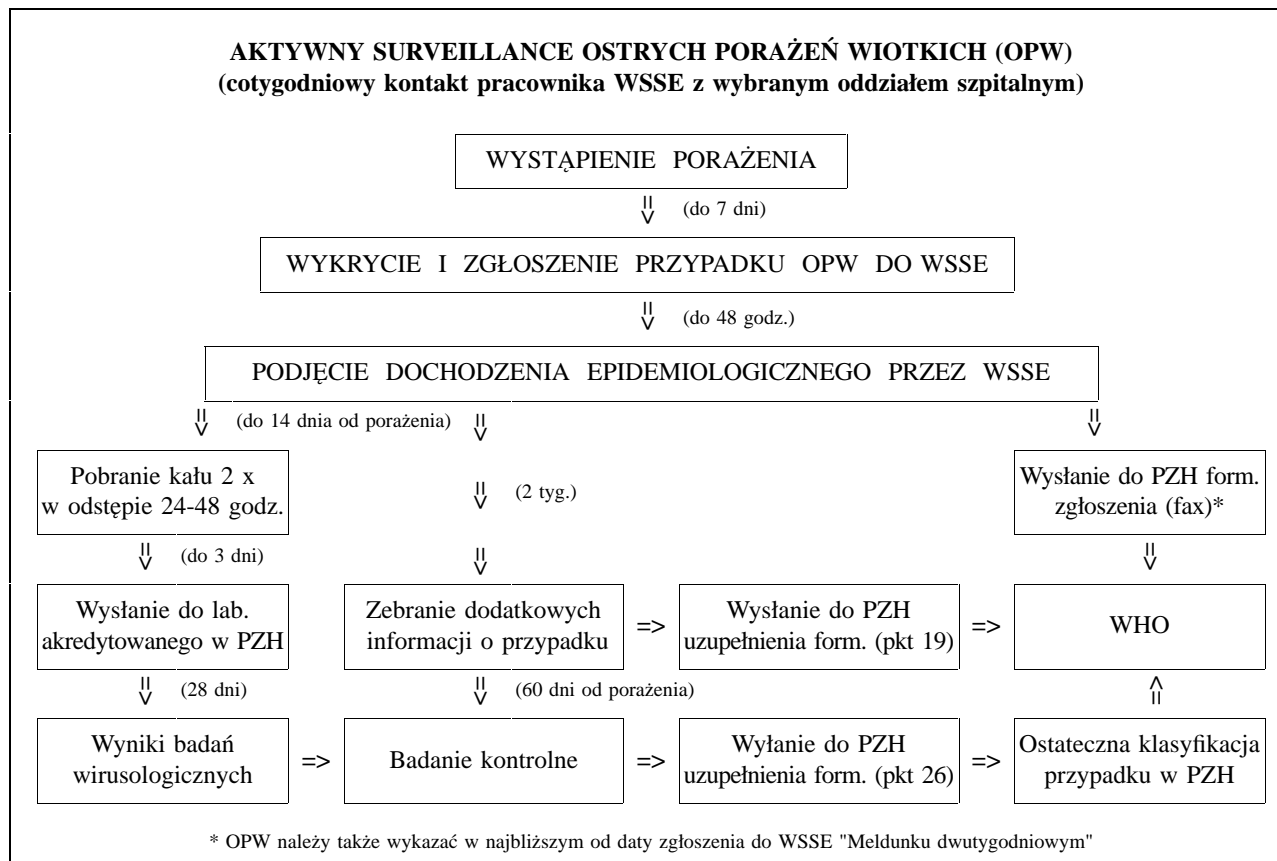 AKTYWNY SURVEILLANCE OSTRYCH PORAŻEŃ WIOTKICH (OPW)
(cotygodniowy kontakt pracownika WSSE z wybranym oddziałem szpitalnym)
WYSTĄPIENIE PORAŻENIA
(do 7 dni)
WYKRYCIE I ZGŁOSZENIE PRZYPADKU OPW DO WSSE
(do 48 godz.)
PODJĘCIE DOCHODZENIA EPIDEMIOLOGICZNEGO PRZEZ WSSE
(do 14 dnia od porażenia)
Pobranie kału 2 x
w odstępie 24-48 godz.
(2 tyg.)
Wysłanie do PZH form.
zgłoszenia (fax)*
(do 3 dni)
Wysłanie do lab.
akredytowanego w PZH
Zebranie dodatkowych
informacji o przypadku
=>
Wysłanie do PZH
uzupełnienia form. (pkt 19)
=>
WHO
(28 dni)
(60 dni od porażenia)
Wyniki badań
wirusologicznych
=>
Badanie kontrolne
=>
Wyłanie do PZH
uzupełnienia form. (pkt 26)
=>
Ostateczna klasyfikacja
przypadku w PZH
* OPW należy także wykazać w najbliższym od daty zgłoszenia do WSSE "Meldunku dwutygodniowym"